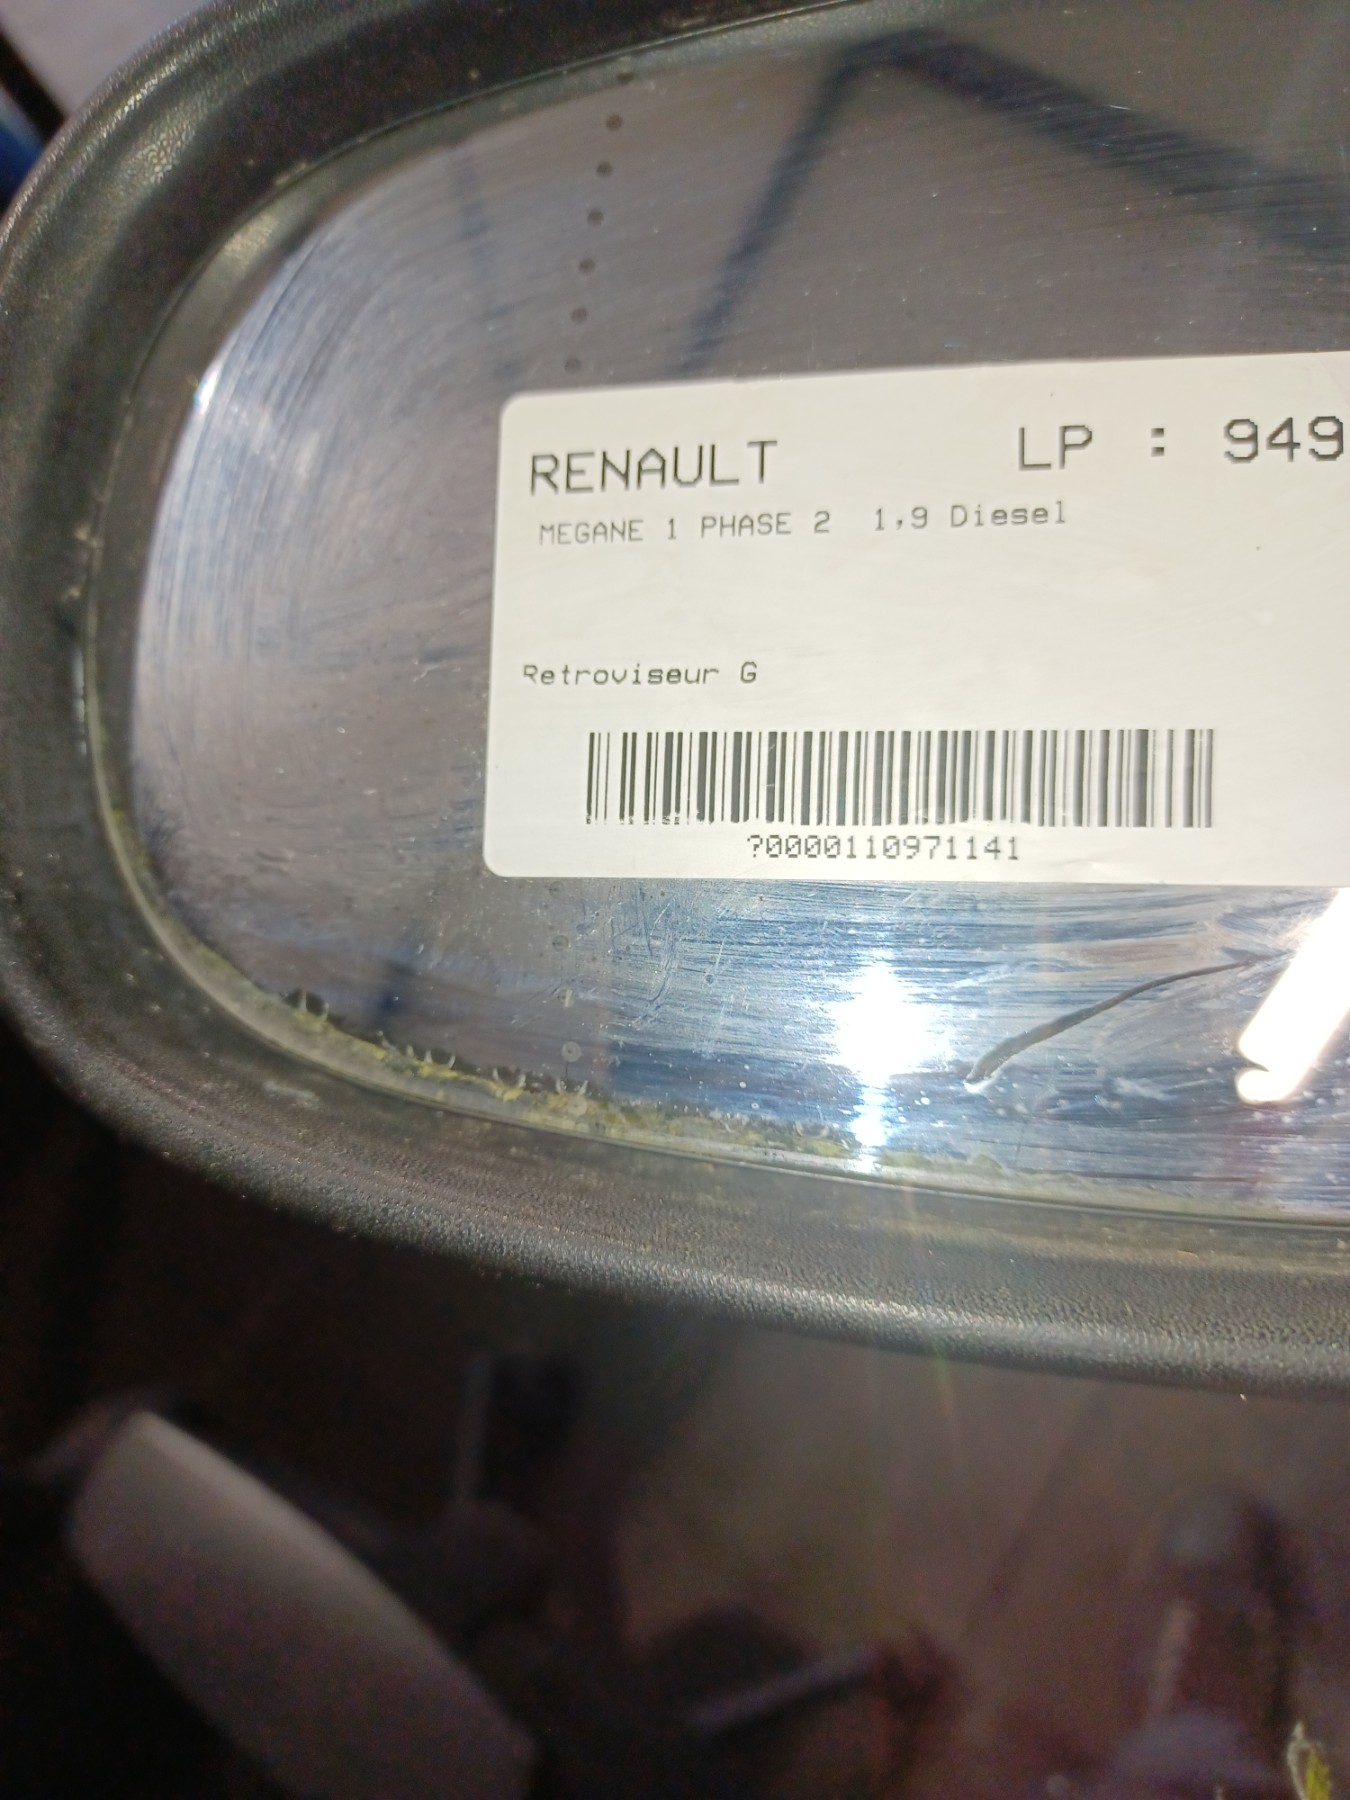 RENAULT LP : 949
MEGANE 1 PHASE 2 1,9 Diesel
Retroviseur G
?0000110971141